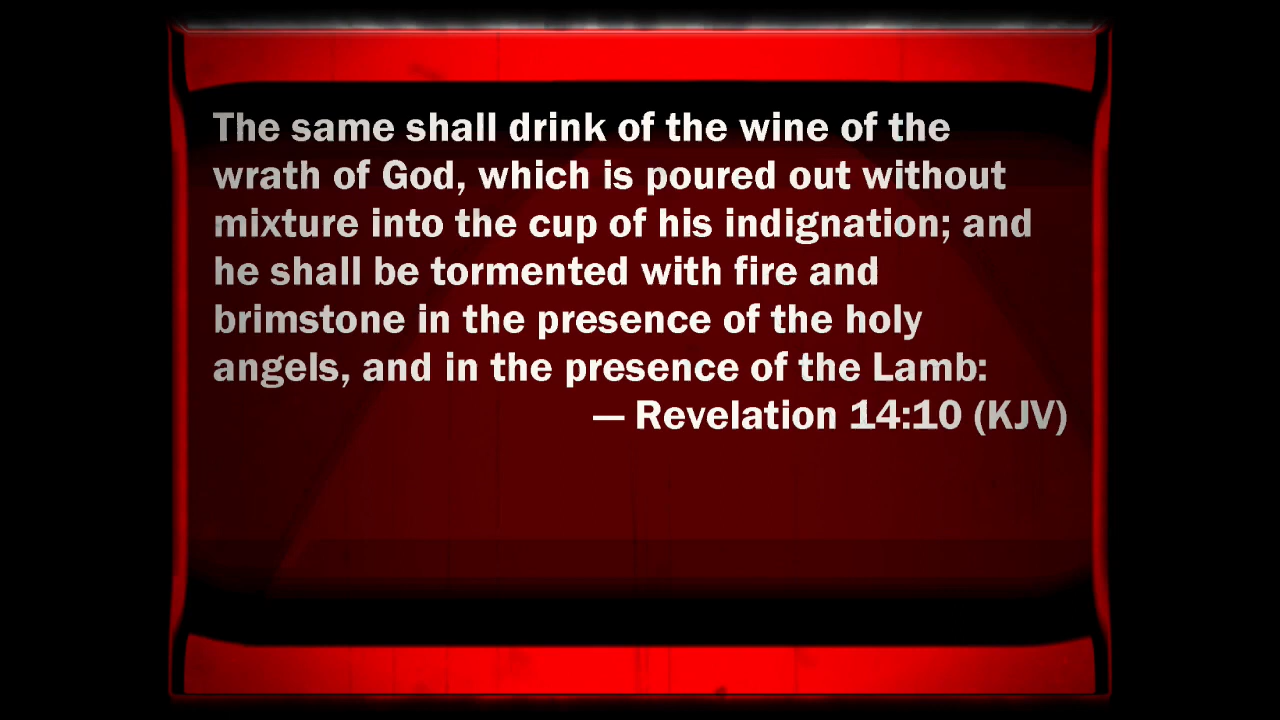 The same shall drink of the wine of the
wrath of God, which is poured out without
mixture into the cup of his indignation; and
he shall be tormented with fire and
brimstone in the presence of the holy
angels, and in the presence of the Lamb:
— Revelation 14:10 (KJV)